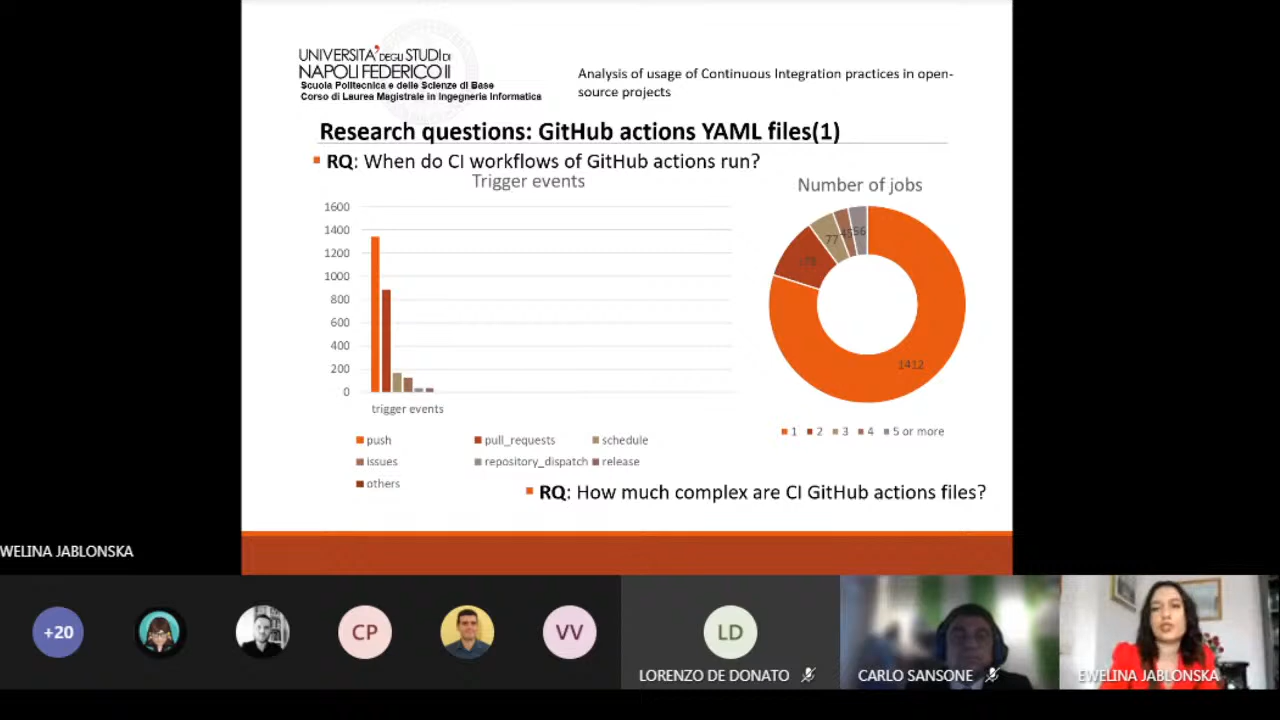 UNIVERSITA' DEGLI STUDI DI
NAPOLI FEDERICO II
Scuola Politecnica e delle Scienze di Base
Corso di Laurea Magistrale in Ingegneria Informatica
Analysis of usage of Continuous Integration practices in open-
source projects
Research questions: GitHub actions YAML files(1)
RQ: When do CI workflows of GitHub actions run?
Trigger events
1600
1400
1200
1000
800
600
400
200
0
trigger events
push
pull_requests
schedule
issues
repository_dispatch
release
others
Number of jobs
77
56
1412
1
2
3
4
5 or more
RQ: How much complex are CI GitHub actions files?
WELINA JABLONSKA
+20
CP
VV
LD
LORENZO DE DONATO
CARLO SANSONE
EWELINA JABLONSKA